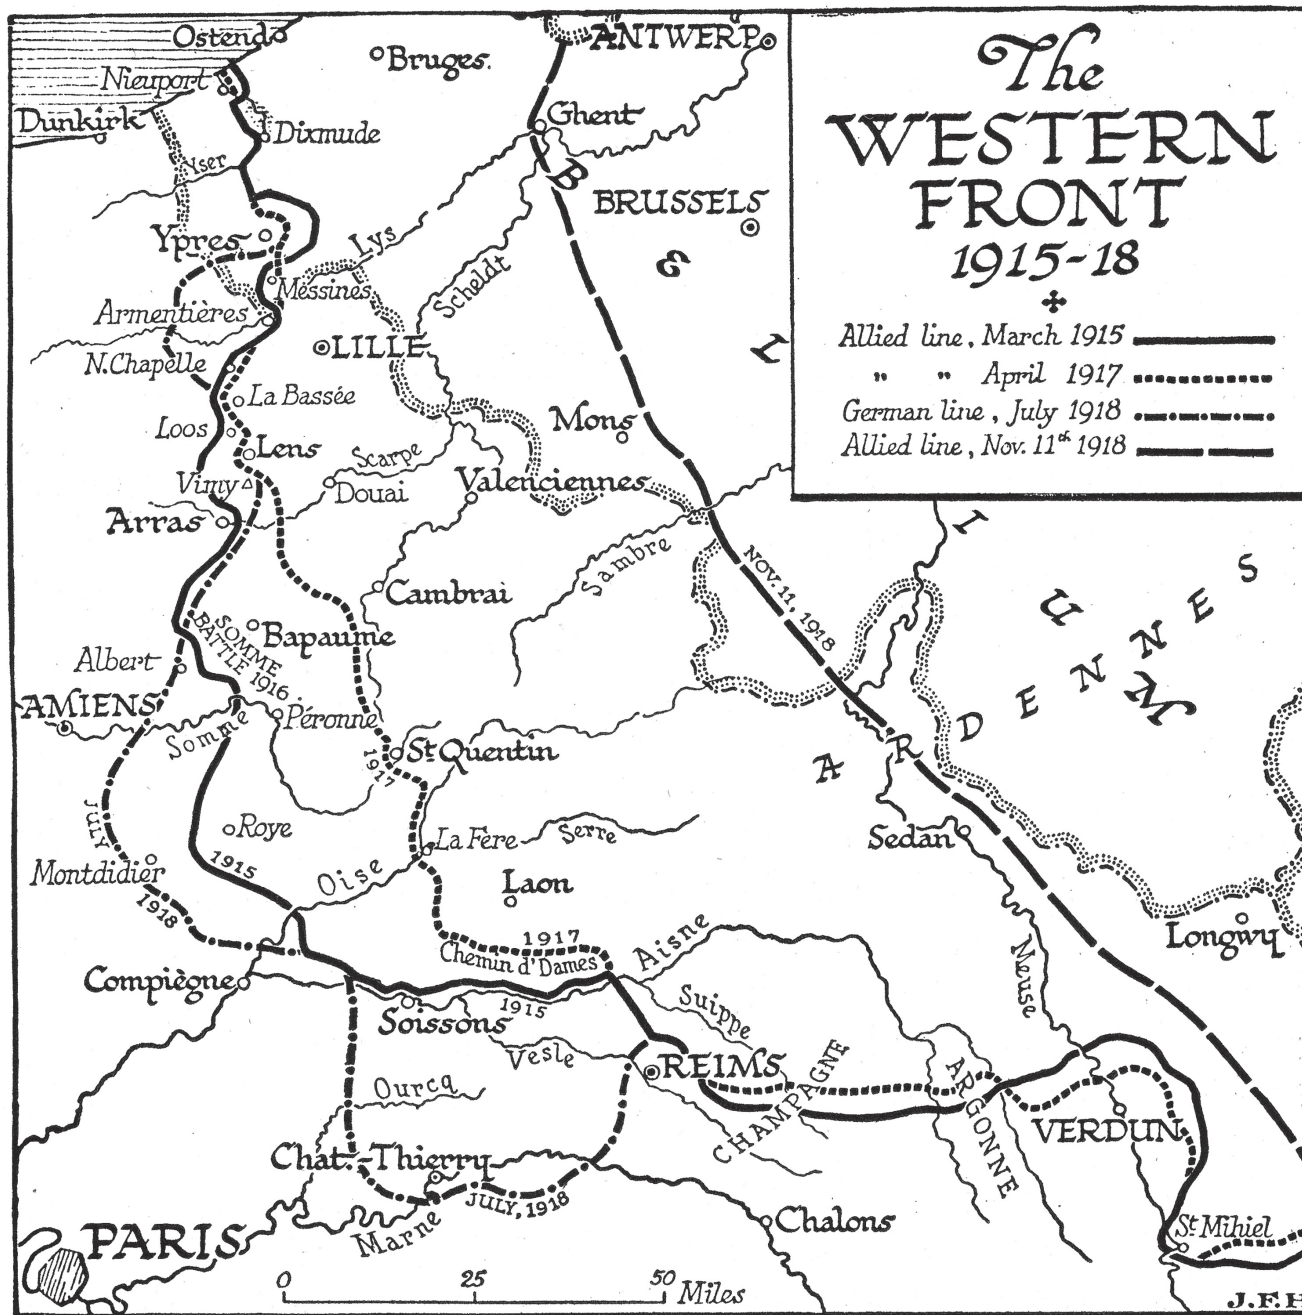 The
WESTERN
FRONT
1915-18
Allied line, March 1915
" " April 1917
German line, July 1918
Allied line, Nov. 11th 1918
Ostend
Bruges.
ANTWERP
Nieuport
Dunkirk
Dixmude
Ghent
Yser
BRUSSELS
Ypres
Lys
Scheldt
Messines
Armentières
LILLE
N. Chapelle
La Bassée
Loos
Lens
Mons
Scarpe
Vimy
Douai
Valenciennes
Arras
Sambre
NOV. 11, 1918
Cambrai
Bapaume
SOMME
BATTLE 1916
Albert
AMIENS
Péronne
Somme
St. Quentin
1917
JULY
Roye
La Fère
Serre
Sedan
Montdidier
1915
Oise
Laon
1918
1917
Chemin d'Dames
Aisne
Longwy
Compiègne
Soissons
1915
Suippe
Meuse
Vesle
REIMS
CHAMPAGNE
ARGONNE
Ourcq
VERDUN
Chat.-Thierry
JULY, 1918
Marne
Chalons
St. Mihiel
PARIS
BELGIUM
ARDENNES
0 25 50 Miles
J.F.H